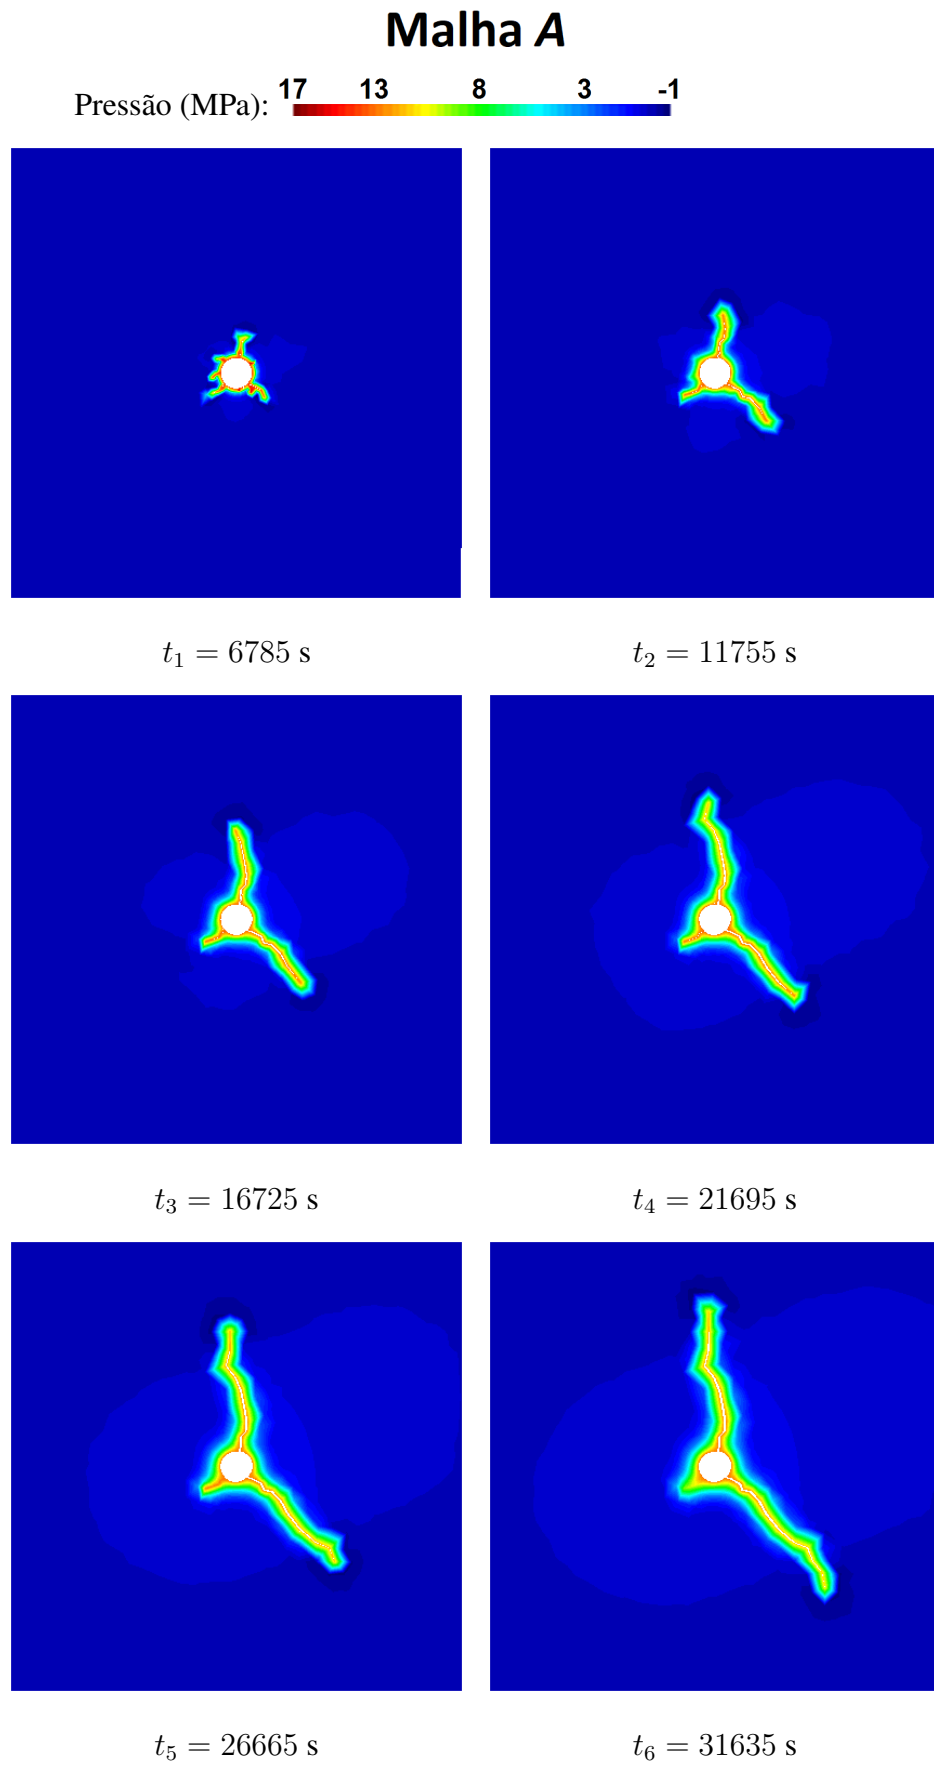 Malha A
17 13 8 3 -1
Pressão (MPa):
t₁ = 6785 s
t₂ = 11755 s
t₃ = 16725 s
t₄ = 21695 s
t₅ = 26665 s
t₆ = 31635 s